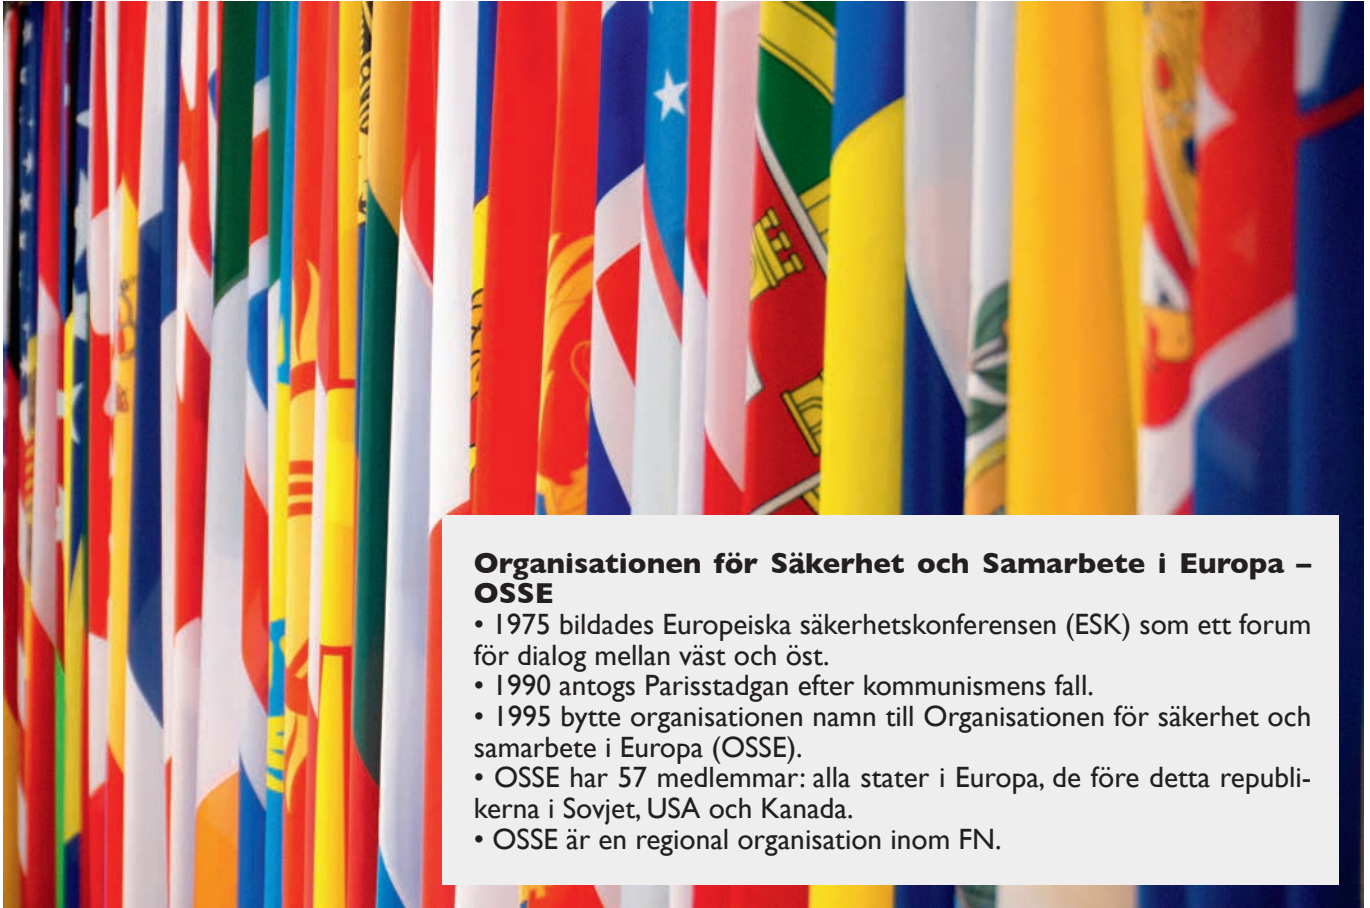 Organisationen för Säkerhet och Samarbete i Europa –
OSSE
• 1975 bildades Europeiska säkerhetskonferensen (ESK) som ett forum
för dialog mellan väst och öst.
• 1990 antogs Parisstadgan efter kommunismens fall.
• 1995 bytte organisationen namn till Organisationen för säkerhet och
samarbete i Europa (OSSE).
• OSSE har 57 medlemmar: alla stater i Europa, de före detta republi-
kerna i Sovjet, USA och Kanada.
• OSSE är en regional organisation inom FN.